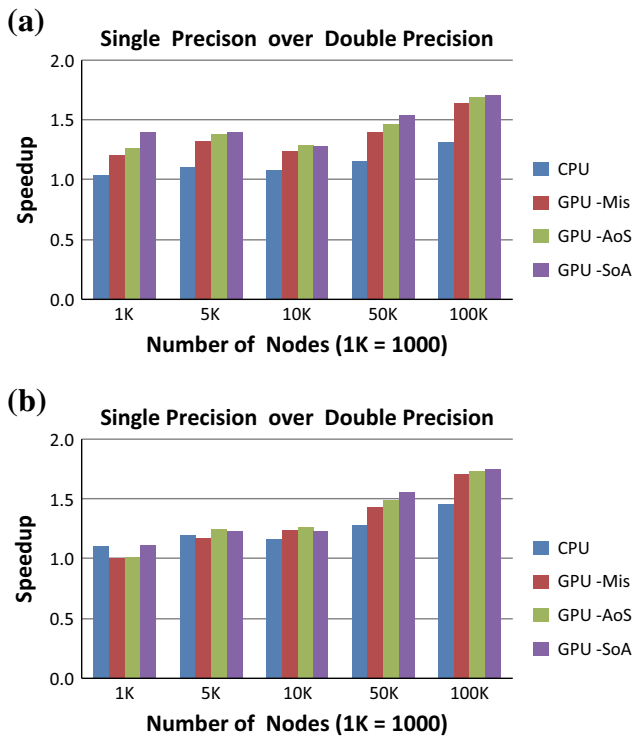 (a)
Single Precison over Double Precision
2.0
1.5
1.0
0.5
0.0
Speedup
1K 5K 10K 50K 100K
Number of Nodes (1K = 1000)
CPU
GPU -Mis
GPU -AoS
GPU -SoA
(b)
Single Precision over Double Precision
2.0
1.5
1.0
0.5
0.0
Speedup
1K 5K 10K 50K 100K
Number of Nodes (1K = 1000)
CPU
GPU -Mis
GPU -AoS
GPU -SoA